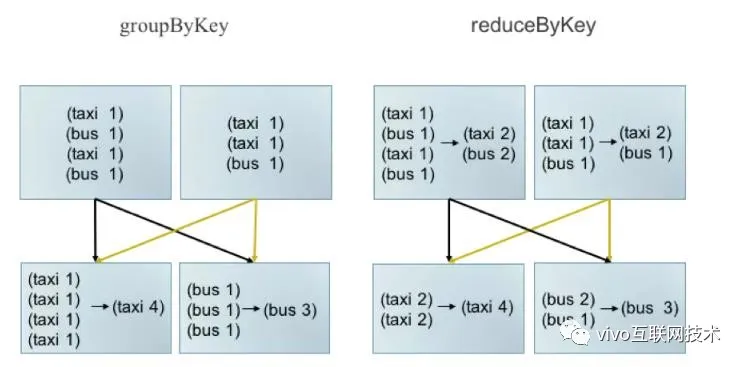 groupByKey
reduceByKey
(taxi 1)
(bus 1)
(taxi 1)
(bus 1)
(taxi 1)
(taxi 1)
(bus 1)
(taxi 1)
(bus 1)
(taxi 1)
(bus 1)
(taxi 2)
(bus 2)
(taxi 1)
(taxi 1)
(bus 1)
(taxi 2)
(bus 1)
(taxi 1)
(taxi 1)
(taxi 1)
(taxi 1)
(taxi 4)
(bus 1)
(bus 1)
(bus 1)
(bus 3)
(taxi 2)
(taxi 2)
(taxi 4)
(bus 2)
(bus 1)
(bus 3)
vivo互联网技术